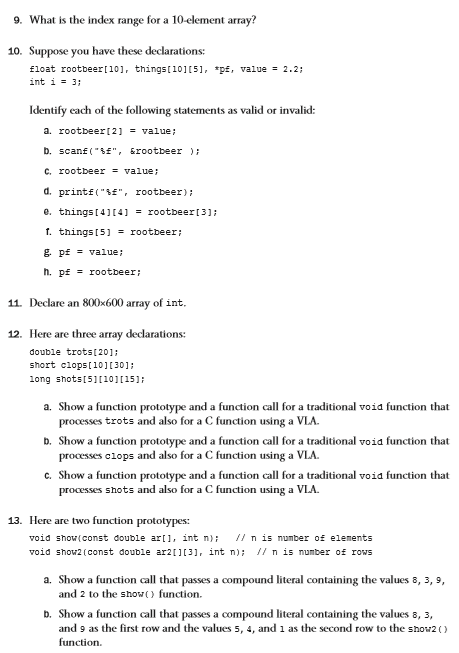 9. What is the index range for a 10-element array?
10. Suppose you have these declarations:
float rootbeer[10], things[10][5], *pf, value = 2.2;
int i = 3;
Identify each of the following statements as valid or invalid:
a. rootbeer[2] = value;
b. scanf("%f", &rootbeer );
c. rootbeer = value;
d. printf("%f", rootbeer);
e. things[4][4] = rootbeer[3];
f. things[5] = rootbeer;
g. pf = value;
h. pf = rootbeer;
11. Declare an 800×600 array of int.
12. Here are three array declarations:
double trots[20];
short clops[10][30];
long shots[5][10][15];
a. Show a function prototype and a function call for a traditional void function that
processes trots and also for a C function using a VLA.
b. Show a function prototype and a function call for a traditional void function that
processes clops and also for a C function using a VLA.
c. Show a function prototype and a function call for a traditional void function that
processes shots and also for a C function using a VLA.
13. Here are two function prototypes:
void show(const double ar[], int n); // n is number of elements
void show2(const double ar2[][3], int n); // n is number of rows
a. Show a function call that passes a compound literal containing the values 8, 3, 9,
and 2 to the show() function.
b. Show a function call that passes a compound literal containing the values 8, 3,
and 9 as the first row and the values 5, 4, and 1 as the second row to the show2()
function.